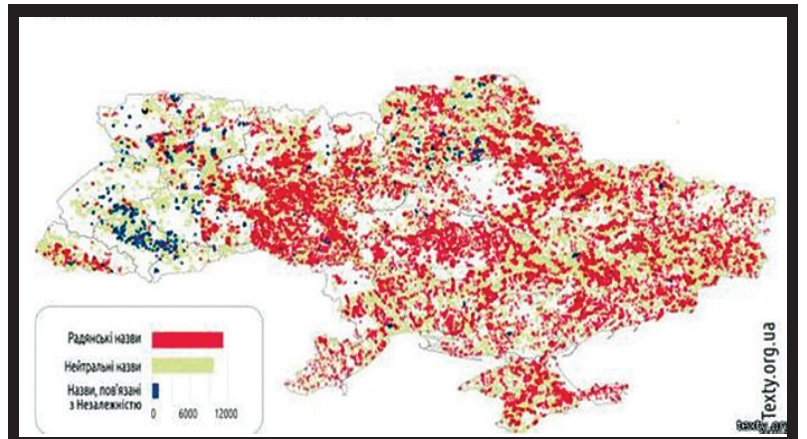 Радянські назви
Нейтральні назви
Назви, пов'язані
з Незалежністю
0 6000 12000
Texty.org.ua